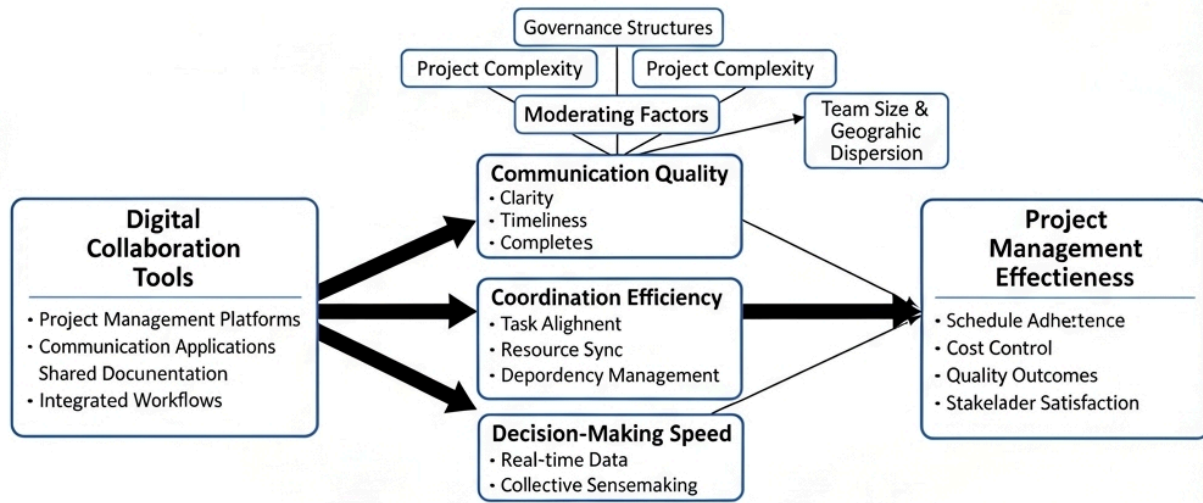 Governance Structures
Project Complexity
Project Complexity
Moderating Factors
Team Size &
Geograhic
Dispersion
Communication Quality
· Clarity
· Timeliness
· Completes
Digital
Collaboration
Tools
· Project Management Platforms
· Communication Applications
Shared Documentation
· Integrated Workflows
Coordination Efficiency
· Task Alighnent
· Resource Sync
· Depordency Management
Decision-Making Speed
· Real-time Data
· Collective Sensemaking
Project
Management
Effectieness
· Cost Control
· Quality Outcomes
· Stakelader Satisfaction